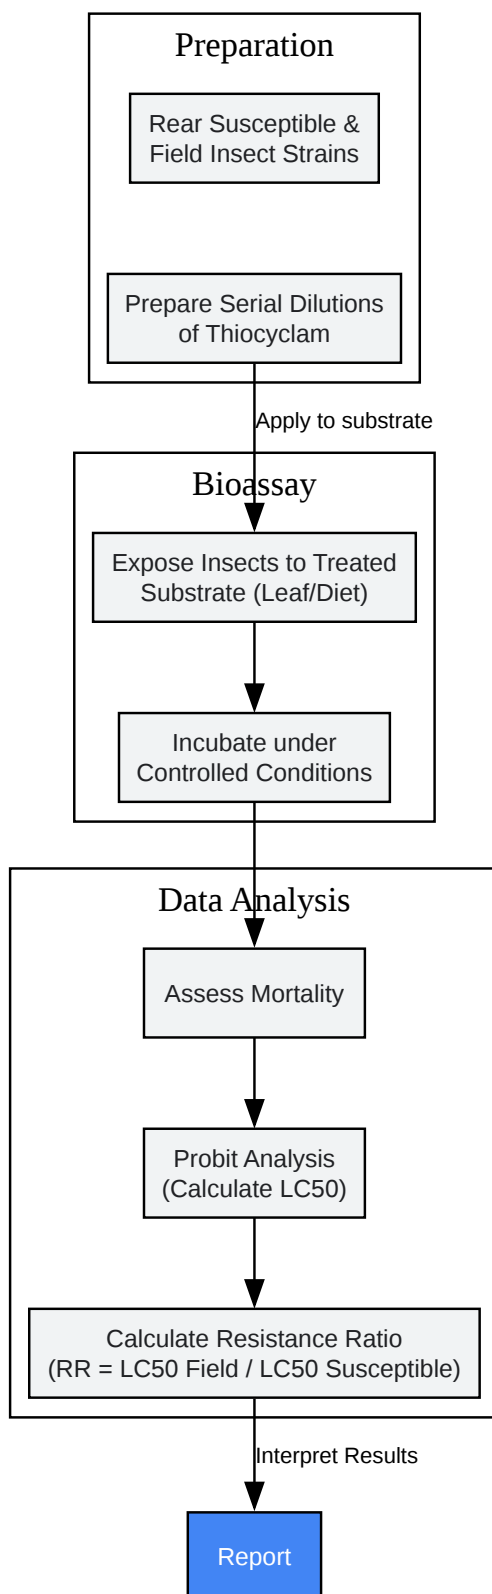 Preparation
Rear Susceptible &
Field Insect Strains
Prepare Serial Dilutions
of Thiocyclam
Apply to substrate
Bioassay
Expose Insects to Treated
Substrate (Leaf/Diet)
Incubate under
Controlled Conditions
Data Analysis
Assess Mortality
Probit Analysis
(Calculate LC50)
Calculate Resistance Ratio
(RR = LC50 Field / LC50 Susceptible)
Interpret Results
Report